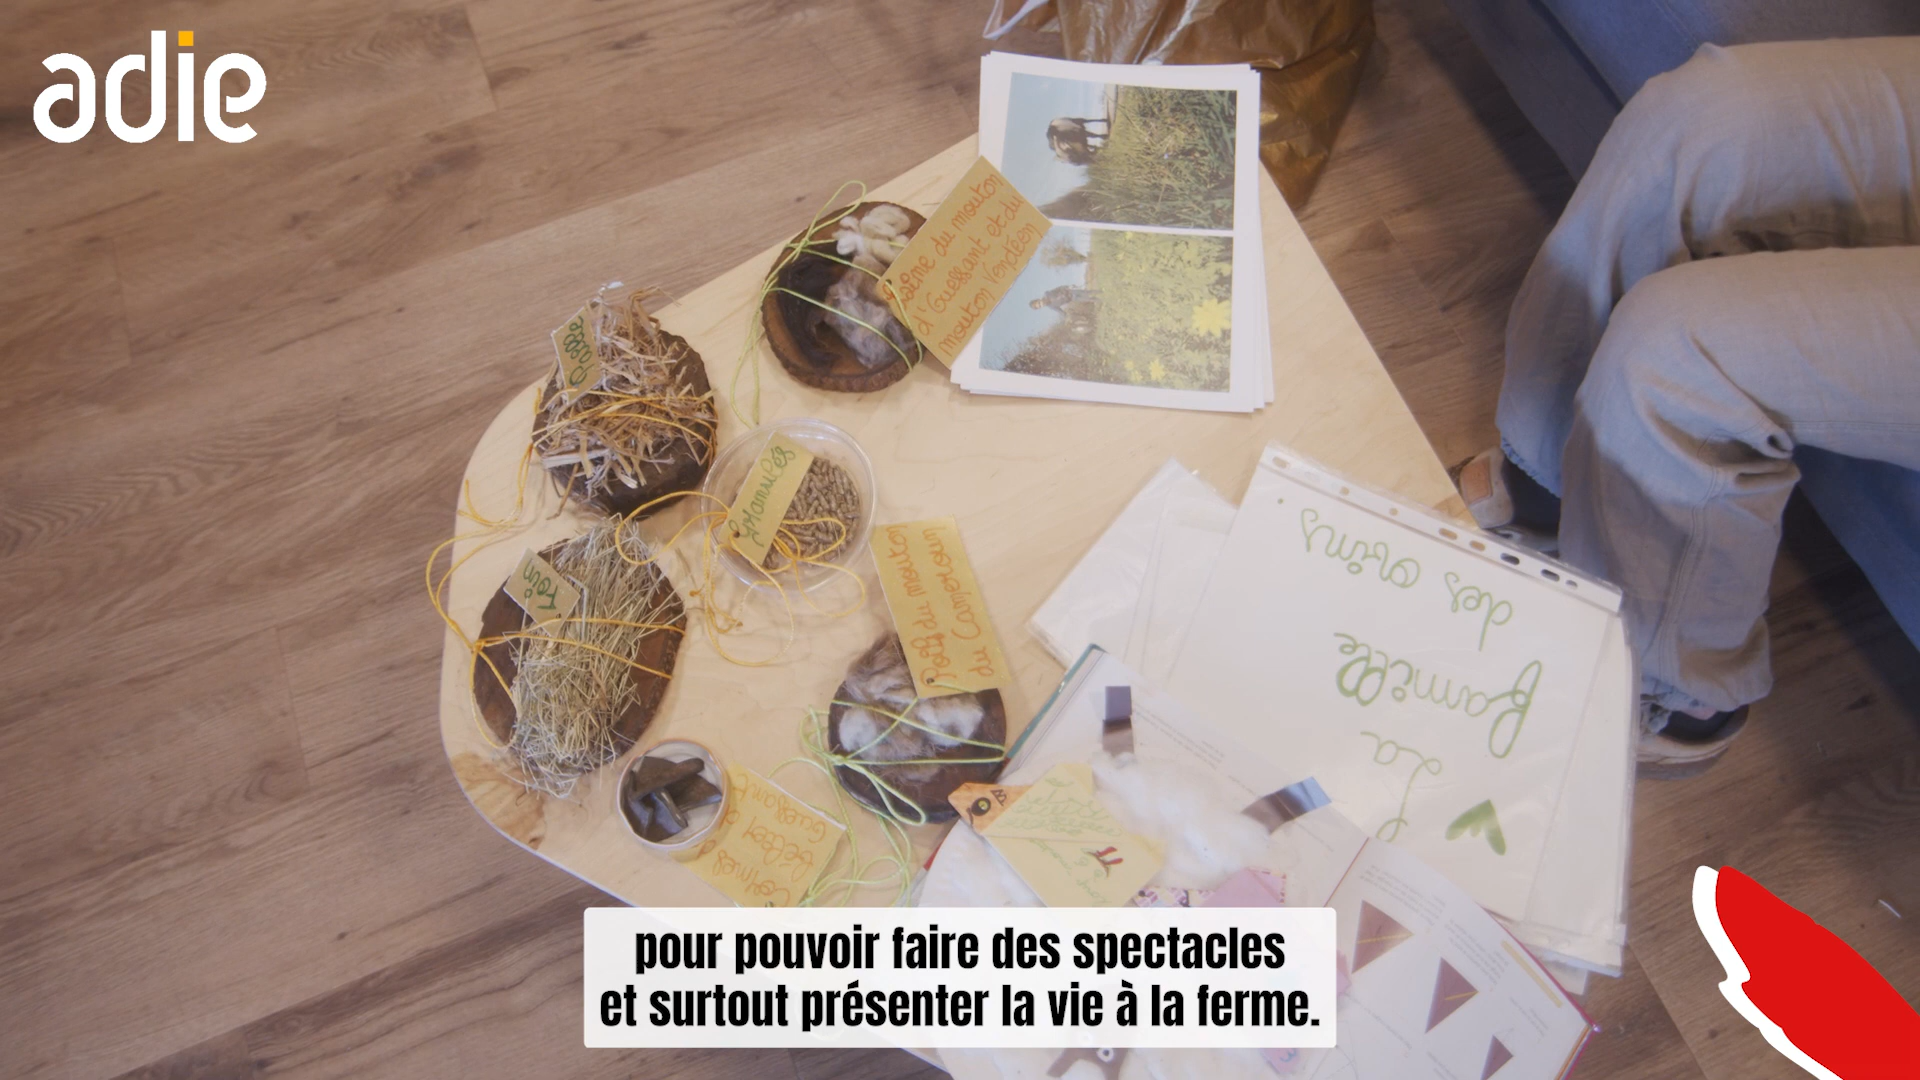 adie
Laine du mouton
d'Ouessant et du
mouton Vendéen
Paille
Granulés
Foin
Poils du mouton
du Cameroun
La
famille
des ovins.
pour pouvoir faire des spectacles
et surtout présenter la vie à la ferme.